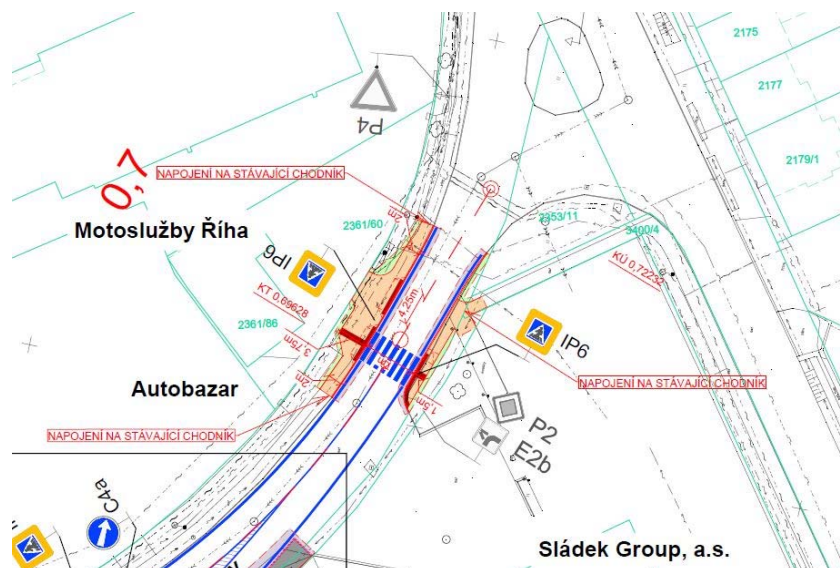 2175
2177
2179/1
P4
0,7
NAPOJENÍ NA STÁVAJÍCÍ CHODNÍK
2m
2361/60
2353/11
3400/4
Motoslužby Říha
IP6
KÚ 0,72232
KT 0,69628
4,25m
2361/86
3,75m
IP6
2m
Autobazar
1,5m
NAPOJENÍ NA STÁVAJÍCÍ CHODNÍK
P2
E2b
NAPOJENÍ NA STÁVAJÍCÍ CHODNÍK
C4a
Sládek Group, a.s.